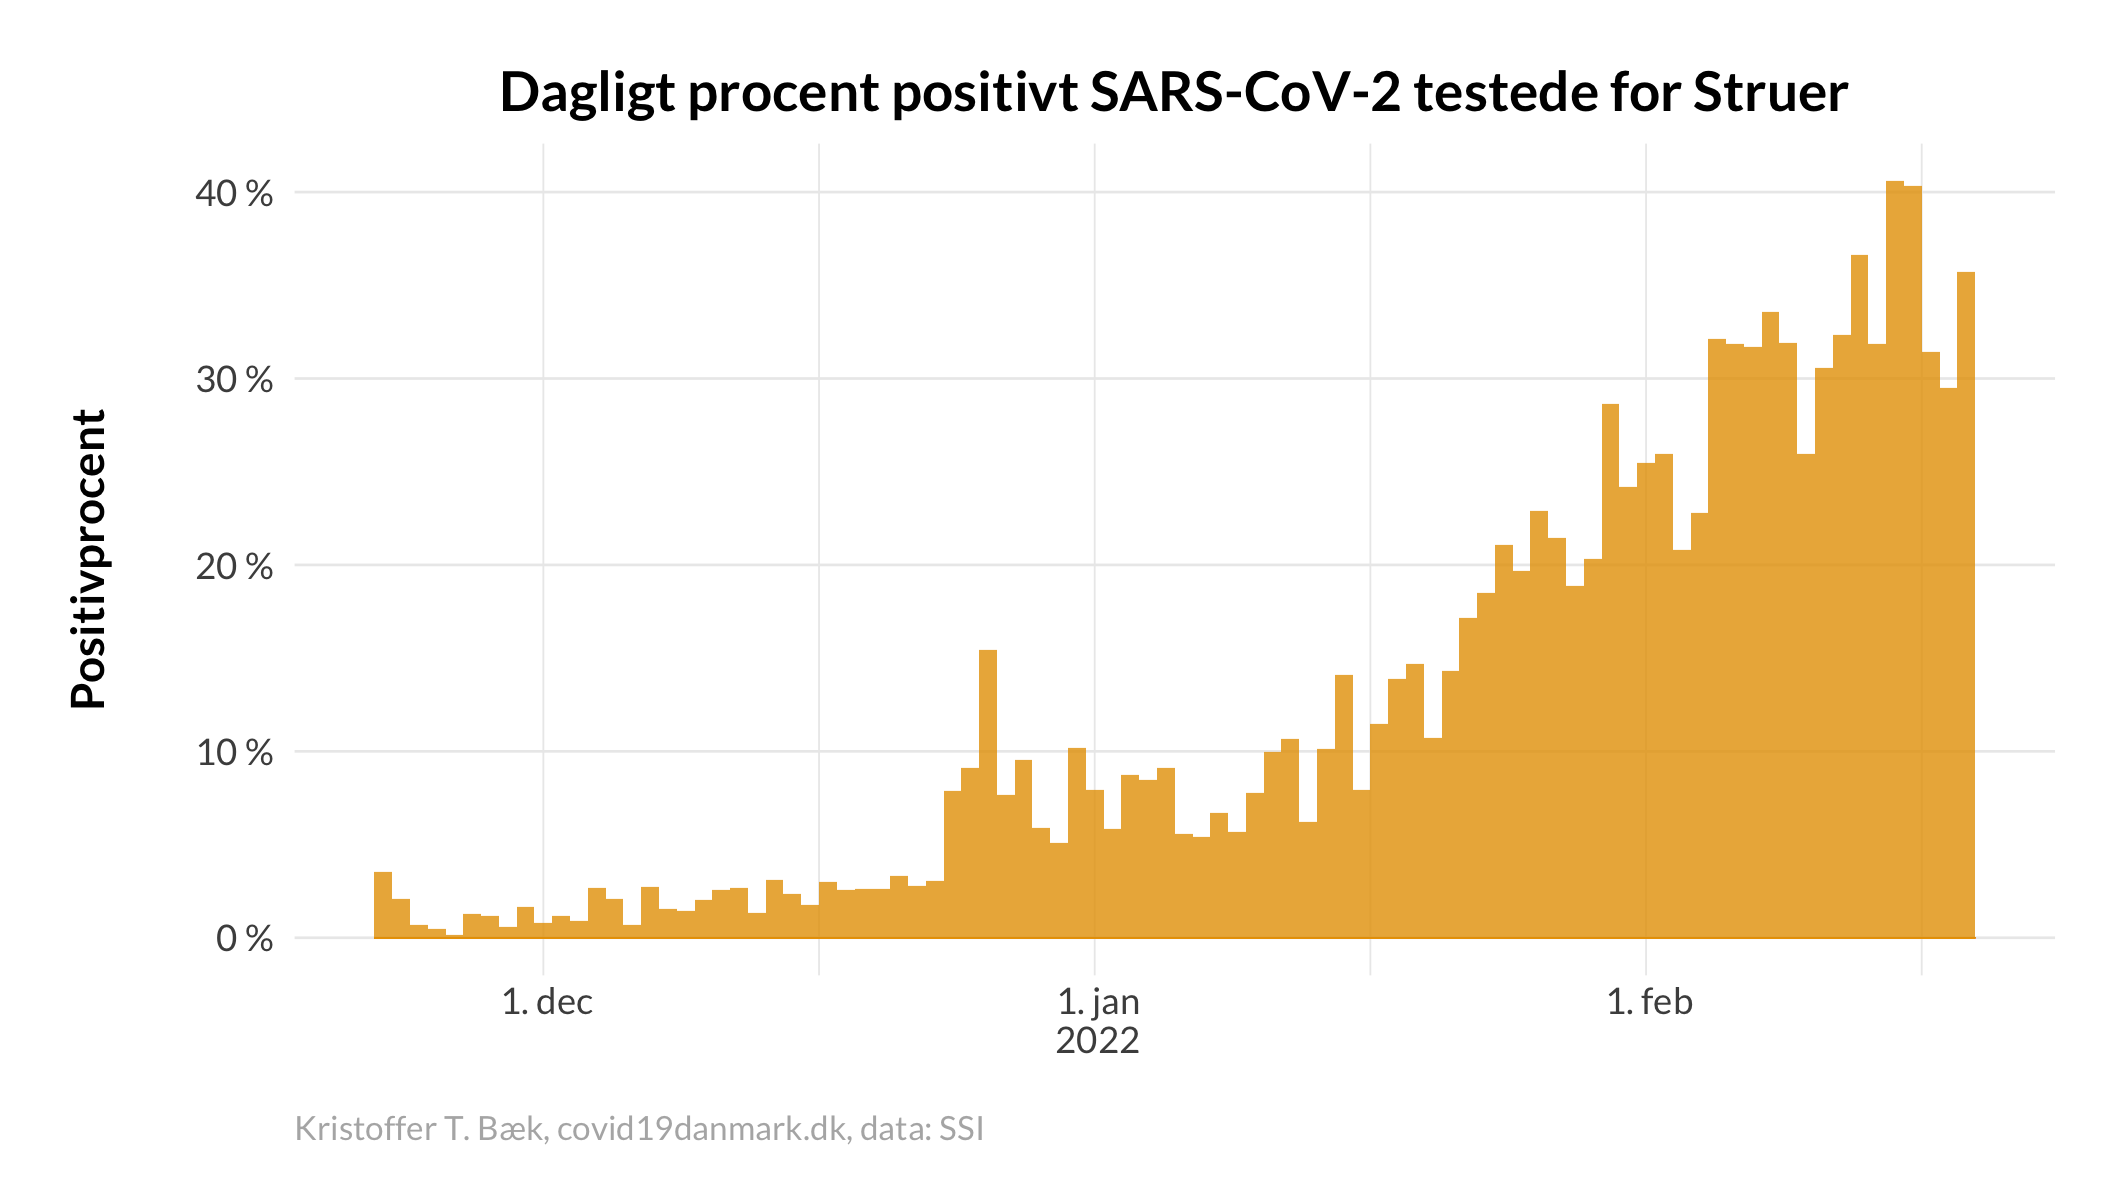 Dagligt procent positivt SARS-CoV-2 testede for Struer
Positivprocent
40 %
30 %
20 %
10 %
0 %
1. dec
1. jan
2022
1. feb
Kristoffer T. Bæk, covid19danmark.dk, data: SSI